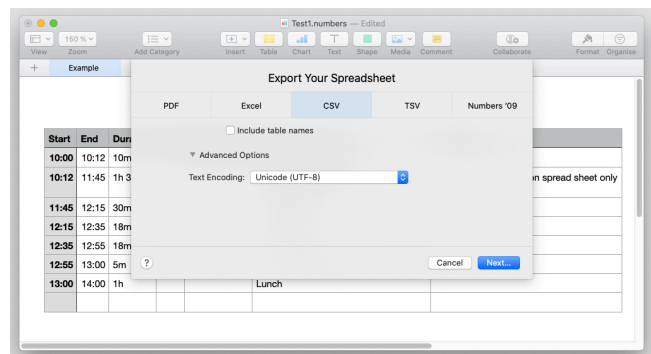 Test1.numbers — Edited
150 %
View Zoom Add Category Insert Table Chart Text Shape Media Comment Collaborate Format Organise
+ Example
Export Your Spreadsheet
PDF Excel CSV TSV Numbers '09
Include table names
Advanced Options
Text Encoding: Unicode (UTF-8)
? Cancel Next...
Start End Dura
10:00 10:12 10m
10:12 11:45 1h 3 on spread sheet only
11:45 12:15 30m
12:15 12:35 18m
12:35 12:55 18m
12:55 13:00 5m
13:00 14:00 1h Lunch